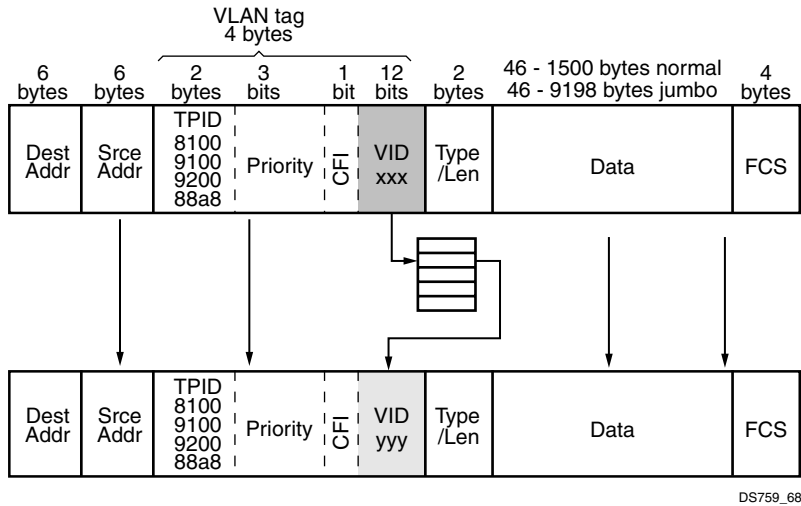 VLAN tag
4 bytes
6 bytes
6 bytes
2 bytes
3 bits
1 bit
12 bits
2 bytes
46 - 1500 bytes normal
46 - 9198 bytes jumbo
4 bytes
Dest Addr
Srce Addr
TPID
8100
9100
9200
88a8
Priority
CFI
VID
xxx
Type
/Len
Data
FCS
Dest Addr
Srce Addr
TPID
8100
9100
9200
88a8
Priority
CFI
VID
yyy
Type
/Len
Data
FCS
DS759_68